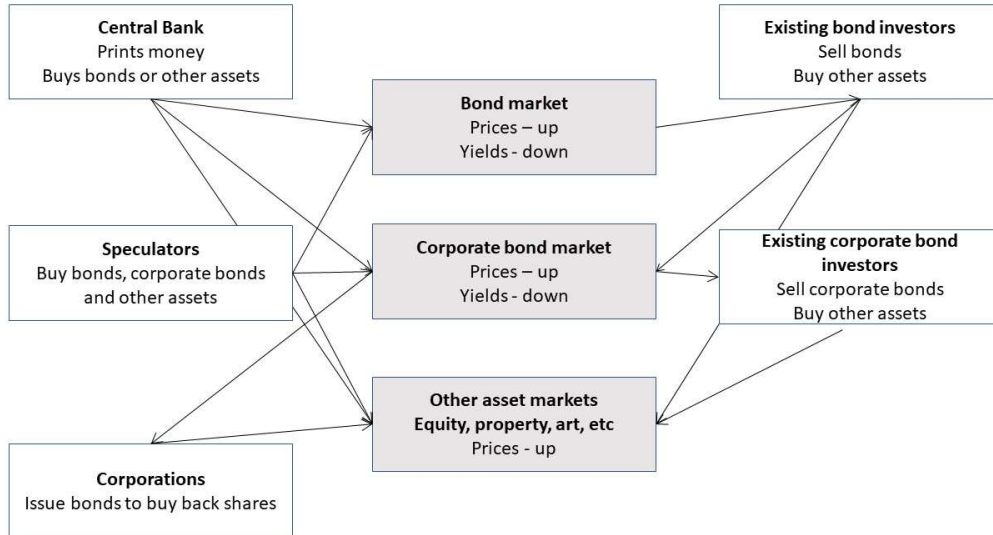 Central Bank
Prints money
Buys bonds or other assets
Existing bond investors
Sell bonds
Buy other assets
Bond market
Prices – up
Yields - down
Speculators
Buy bonds, corporate bonds
and other assets
Corporate bond market
Prices – up
Yields - down
Existing corporate bond
investors
Sell corporate bonds
Buy other assets
Other asset markets
Equity, property, art, etc
Prices - up
Corporations
Issue bonds to buy back shares